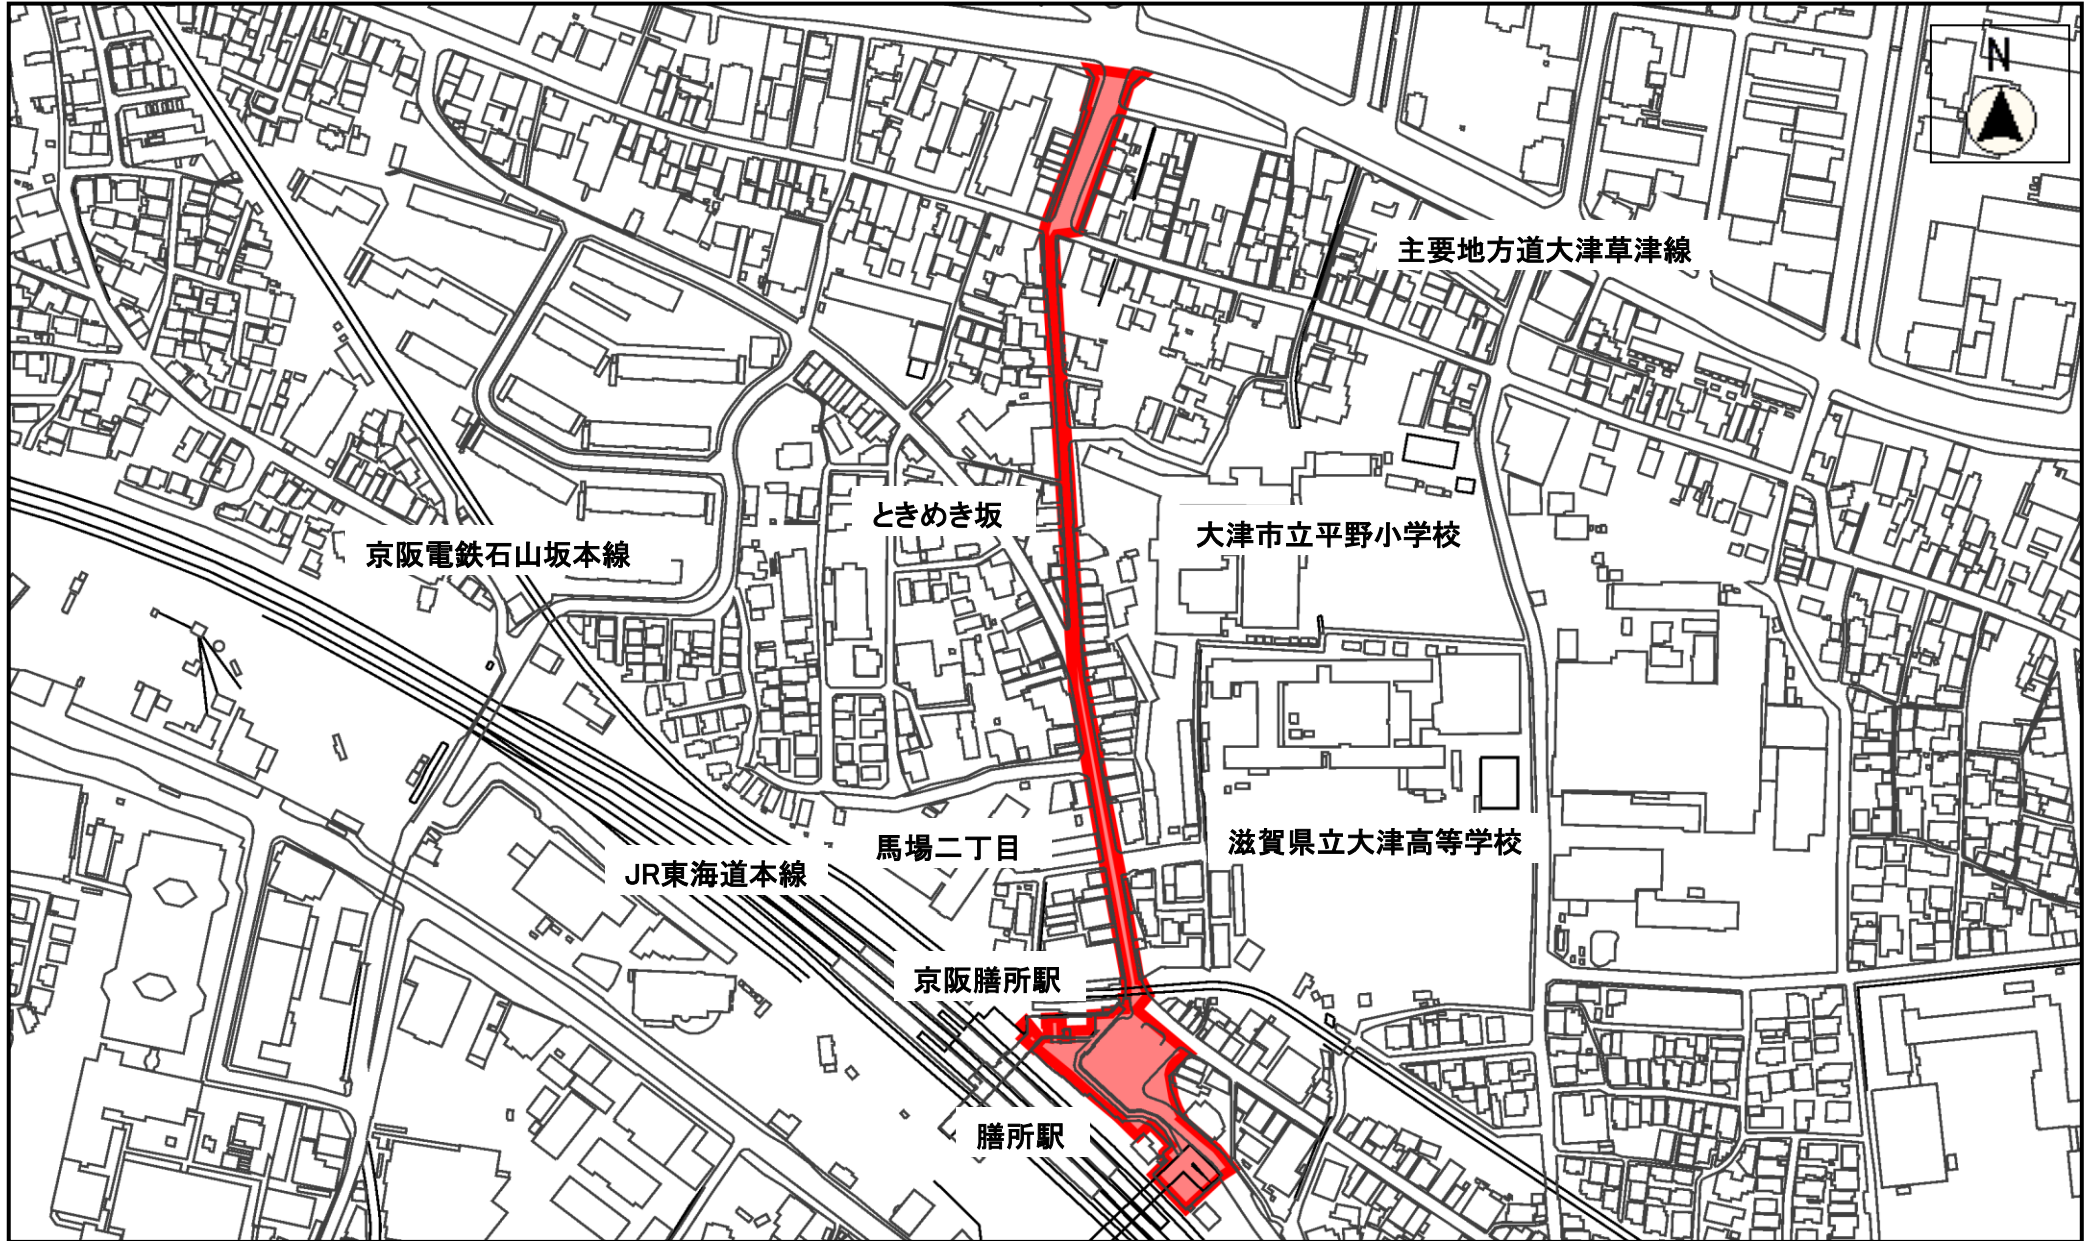 N
主要地方道大津草津線
ときめき坂
大津市立平野小学校
京阪電鉄石山坂本線
馬場二丁目
滋賀県立大津高等学校
JR東海道本線
京阪膳所駅
膳所駅